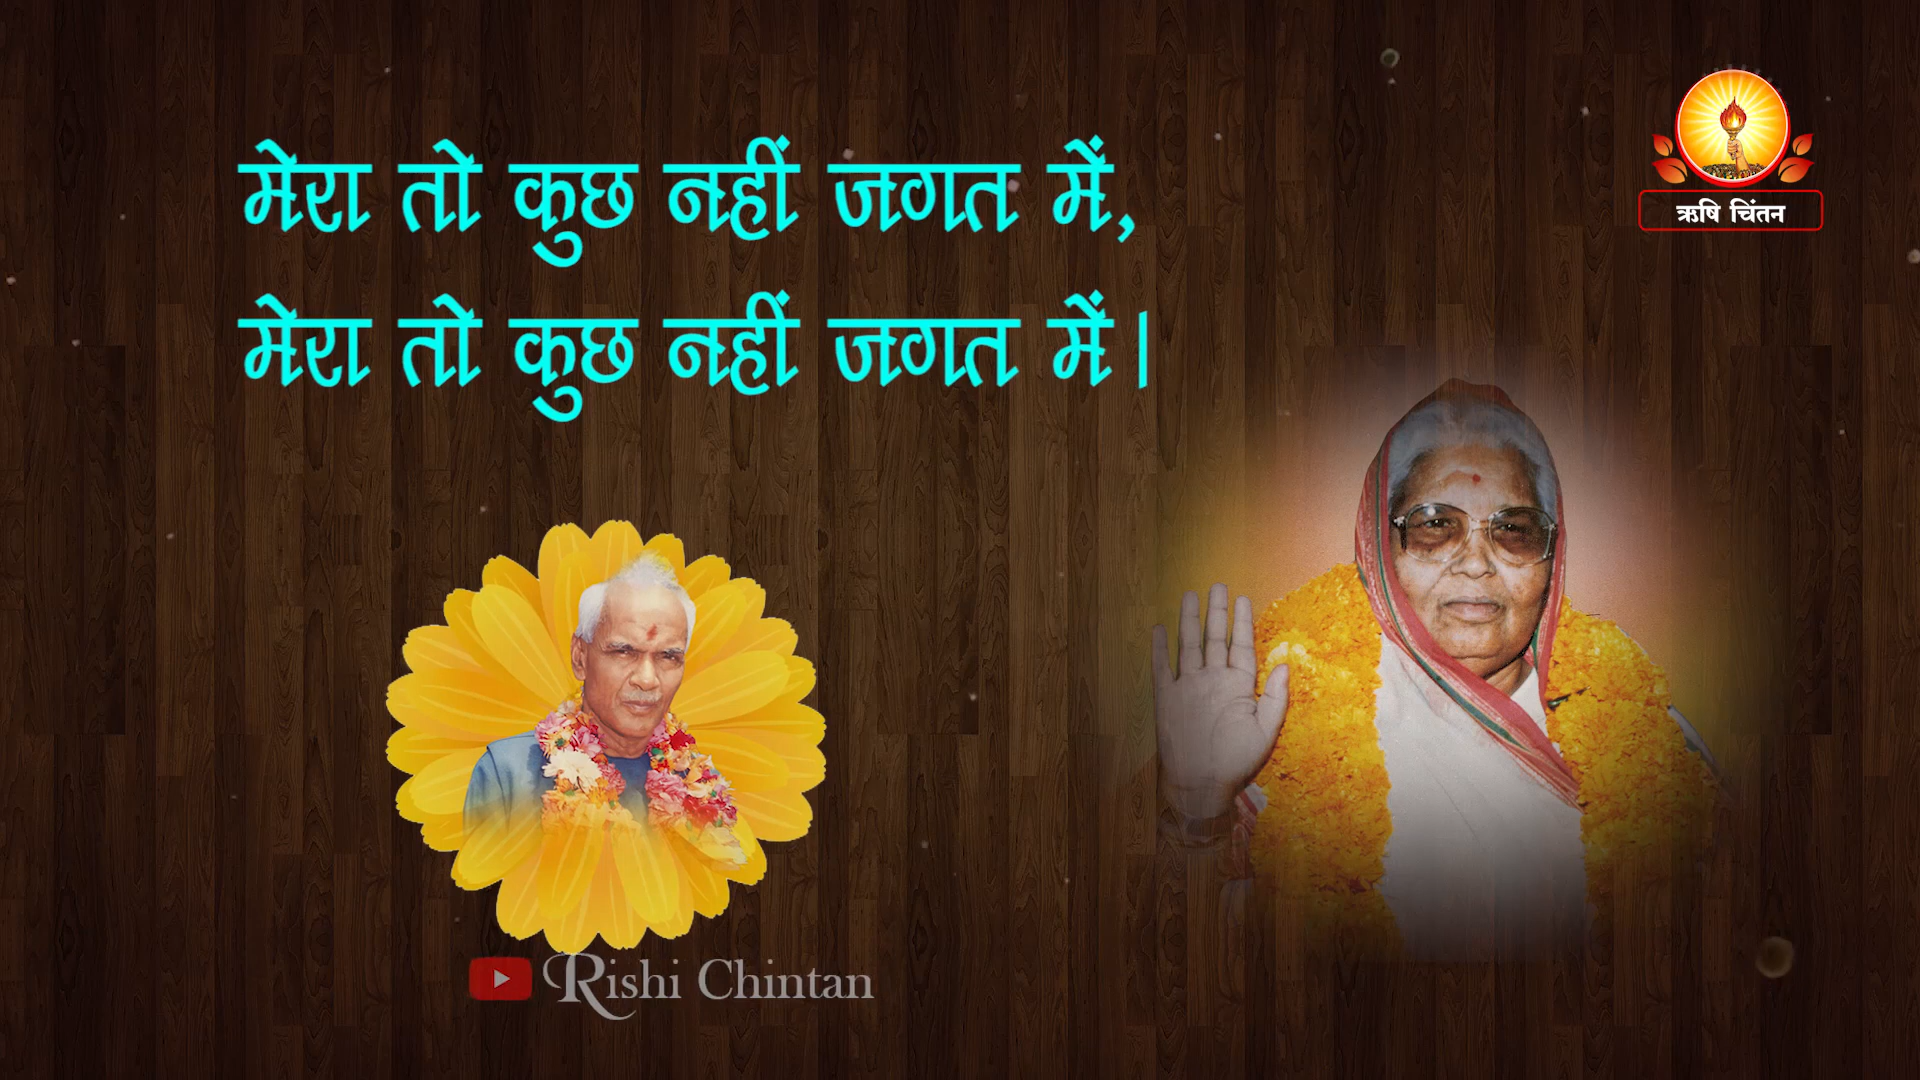 मेरा तो कुछ नहीं जगत में,
मेरा तो कुछ नहीं जगत में।
ऋषि चिंतन
Rishi Chintan